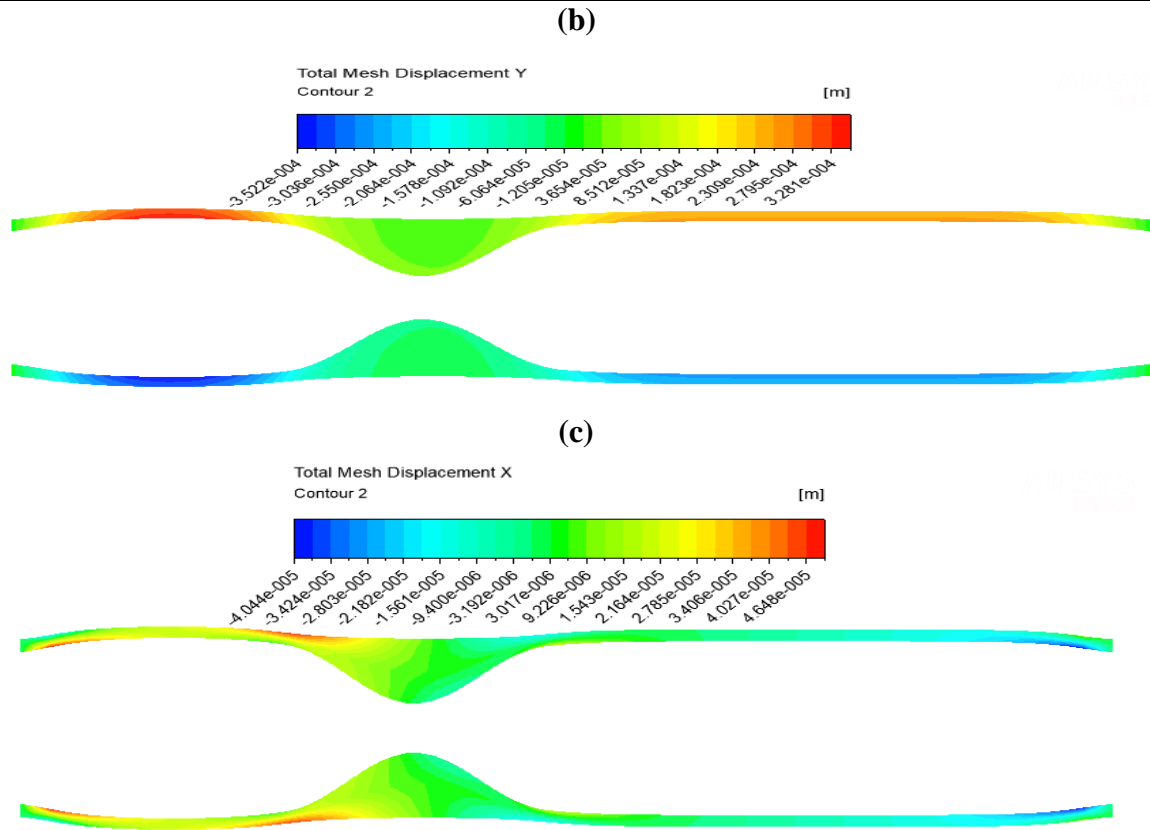 (b)
Total Mesh Displacement Y
Contour 2 [m]
-3.522e-004 -3.036e-004 -2.550e-004 -2.064e-004 -1.578e-004 -1.092e-004 -6.064e-005 -1.205e-005 3.654e-005 8.512e-005 1.337e-004 1.823e-004 2.309e-004 2.795e-004 3.281e-004
(c)
Total Mesh Displacement X
Contour 2 [m]
-4.044e-005 -3.424e-005 -2.803e-005 -2.182e-005 -1.561e-005 -9.400e-006 -3.192e-006 3.017e-006 9.226e-006 1.543e-005 2.164e-005 2.785e-005 3.406e-005 4.027e-005 4.648e-005